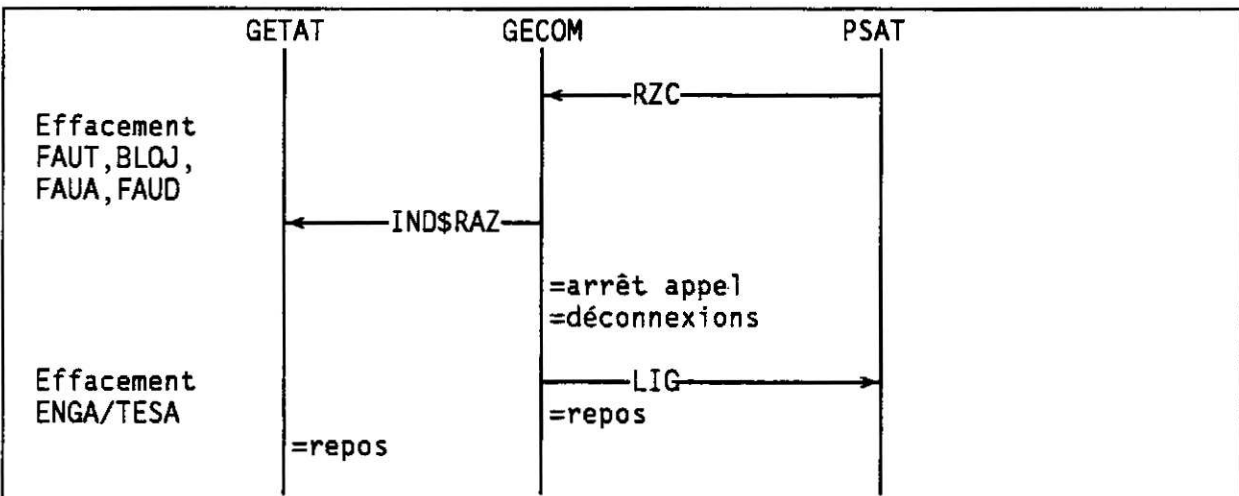 GETAT GECOM PSAT
RZC
Effacement
FAUT,BLOJ,
FAUA,FAUD
IND$RAZ
=arrêt appel
=déconnexions
Effacement
LIG
ENGA/TESA
=repos
=repos